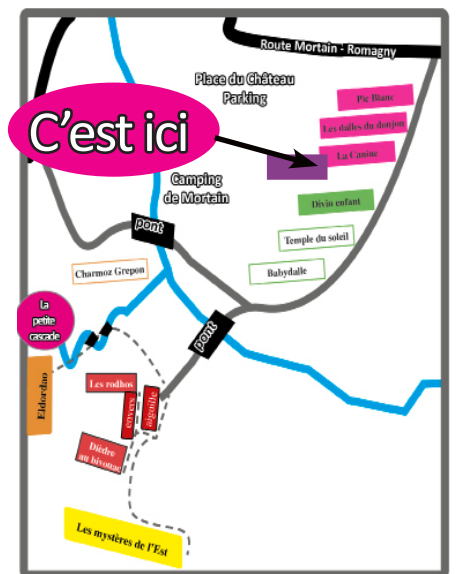 Route Mortain - Romagny
Place du Château
Parking
Pic Blanc
Les dalles du donjon
C'est ici
La Canine
Camping
de Mortain
Divin enfant
pont
Temple du soleil
Charmoz Grepon
Babydalle
La
petite
cascade
pont
Eldordao
Les rodhos
envers
aiguille
Dièdre
au bivouac
Les mystères de l'Est